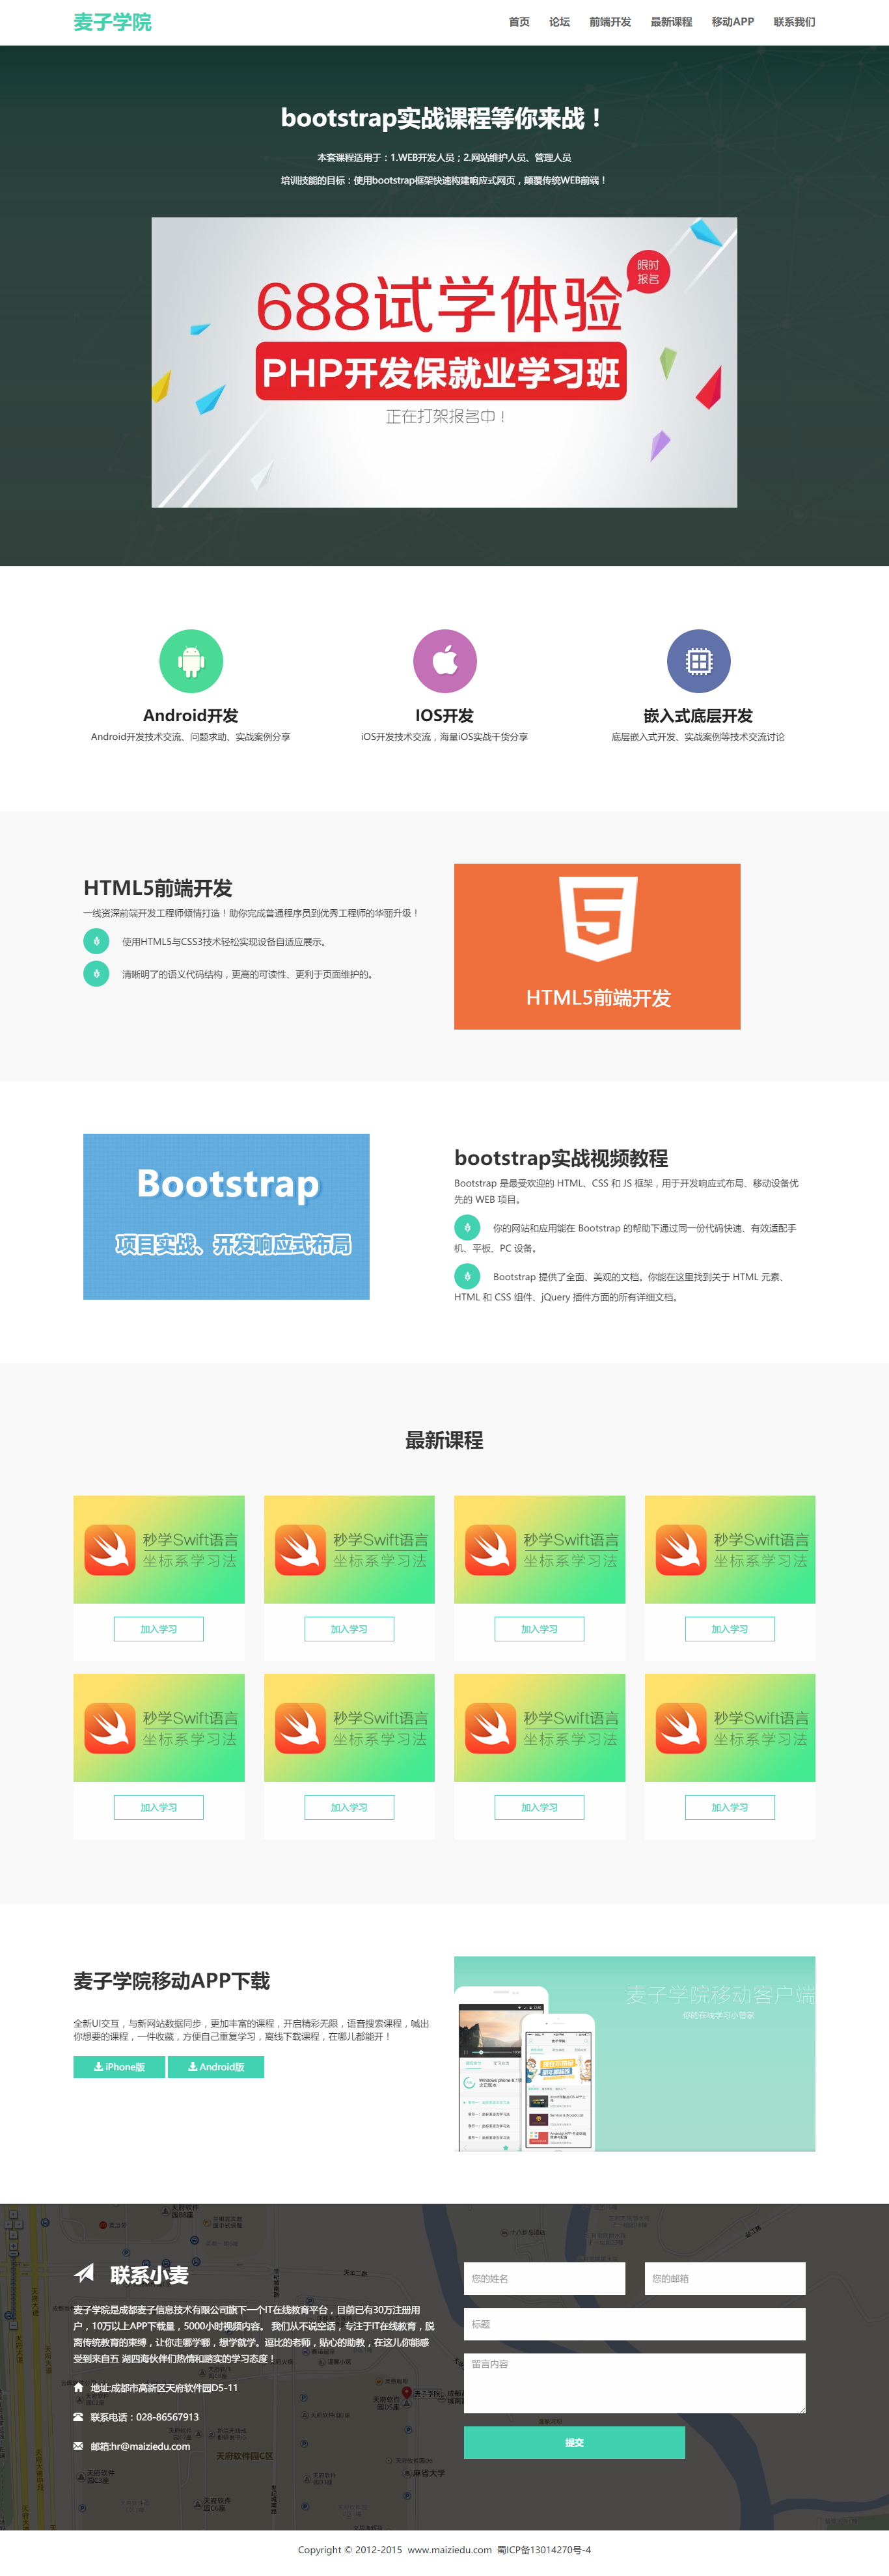 麦子学院
首页 论坛 前端开发 最新课程 移动APP 联系我们
bootstrap实战课程等你来战！
本套课程适用于：1.WEB开发人员；2.网站维护人员、管理人员
培训技能的目标：使用bootstrap框架快速构建响应式网页，颠覆传统WEB前端！
限时
报名
688试学体验
PHP开发保就业学习班
正在打架报名中！
Android开发
Android开发技术交流、问题求助、实战案例分享
IOS开发
iOS开发技术交流，海量iOS实战干货分享
嵌入式底层开发
底层嵌入式开发、实战案例等技术交流讨论
HTML5前端开发
一线资深前端开发工程师倾情打造！助你完成普通程序员到优秀工程师的华丽升级！
使用HTML5与CSS3技术轻松实现设备自适应展示。
清晰明了的语义代码结构，更高的可读性、更利于页面维护的。
HTML5前端开发
Bootstrap
项目实战、开发响应式布局
bootstrap实战视频教程
Bootstrap 是最受欢迎的 HTML、CSS 和 JS 框架，用于开发响应式布局、移动设备优
先的 WEB 项目。
你的网站和应用能在 Bootstrap 的帮助下通过同一份代码快速、有效适配手
机、平板、PC 设备。
Bootstrap 提供了全面、美观的文档。你能在这里找到关于 HTML 元素、
HTML 和 CSS 组件、jQuery 插件方面的所有详细文档。
最新课程
秒学Swift语言 秒学Swift语言 秒学Swift语言 秒学Swift语言
坐标系学习法 坐标系学习法 坐标系学习法 坐标系学习法
加入学习 加入学习 加入学习 加入学习
秒学Swift语言 秒学Swift语言 秒学Swift语言 秒学Swift语言
坐标系学习法 坐标系学习法 坐标系学习法 坐标系学习法
加入学习 加入学习 加入学习 加入学习
麦子学院移动APP下载
全新UI交互，与新网站数据同步，更加丰富的课程，开启精彩无限，语音搜索课程，喊出
你想要的课程，一件收藏，方便自己重复学习，离线下载课程，在哪儿都能开！
iPhone版 Android版
麦子学院移动客户端
你的在线学习小管家
麦子学院
Windows phone 8.1
联系小麦
麦子学院是成都麦子信息技术有限公司旗下一个IT在线教育平台，目前已有30万注册用
户，10万以上APP下载量，5000小时视频内容。 我们从不说空话，专注于IT在线教育，脱
离传统教育的束缚，让你走哪学哪，想学就学。逗比的老师，贴心的助教，在这儿你能感
受到来自五 湖四海伙伴们热情和踏实的学习态度！
地址:成都市高新区天府软件园D5-11
联系电话：028-86567913
邮箱:hr@maiziedu.com
您的姓名 您的邮箱
标题
留言内容
提交
天府软件园C区
麻省大学
天府大道
Copyright © 2012-2015 www.maiziedu.com 蜀ICP备13014270号-4